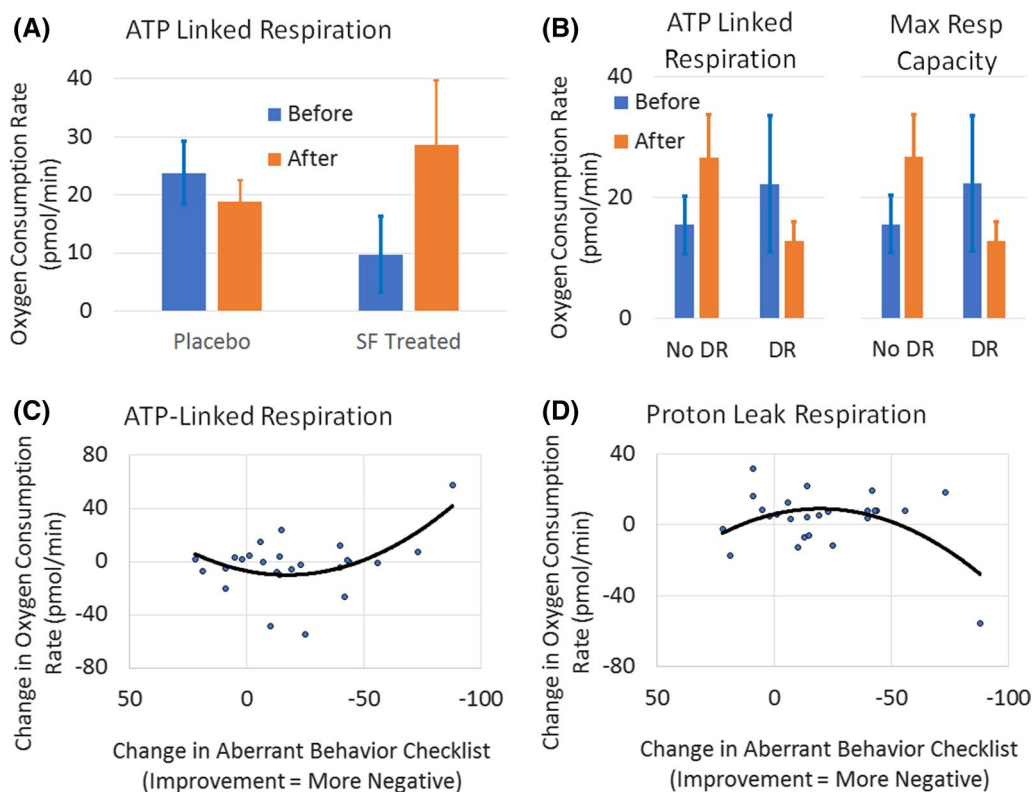 (A)
ATP Linked Respiration
Oxygen Consumption Rate
(pmol/min)
40
30
20
10
0
Before
After
Placebo
SF Treated
(B)
ATP Linked
Respiration
Max Resp
Capacity
Oxygen Consumption Rate
(pmol/min)
40
20
0
Before
After
No DR
DR
No DR
DR
(C)
ATP-Linked Respiration
Change in Oxygen Consumption
Rate (pmol/min)
80
40
0
-40
-80
50
0
-50
-100
Change in Aberrant Behavior Checklist
(Improvement = More Negative)
(D)
Proton Leak Respiration
Change in Oxygen Consumption
Rate (pmol/min)
40
0
-40
-80
50
0
-50
-100
Change in Aberrant Behavior Checklist
(Improvement = More Negative)